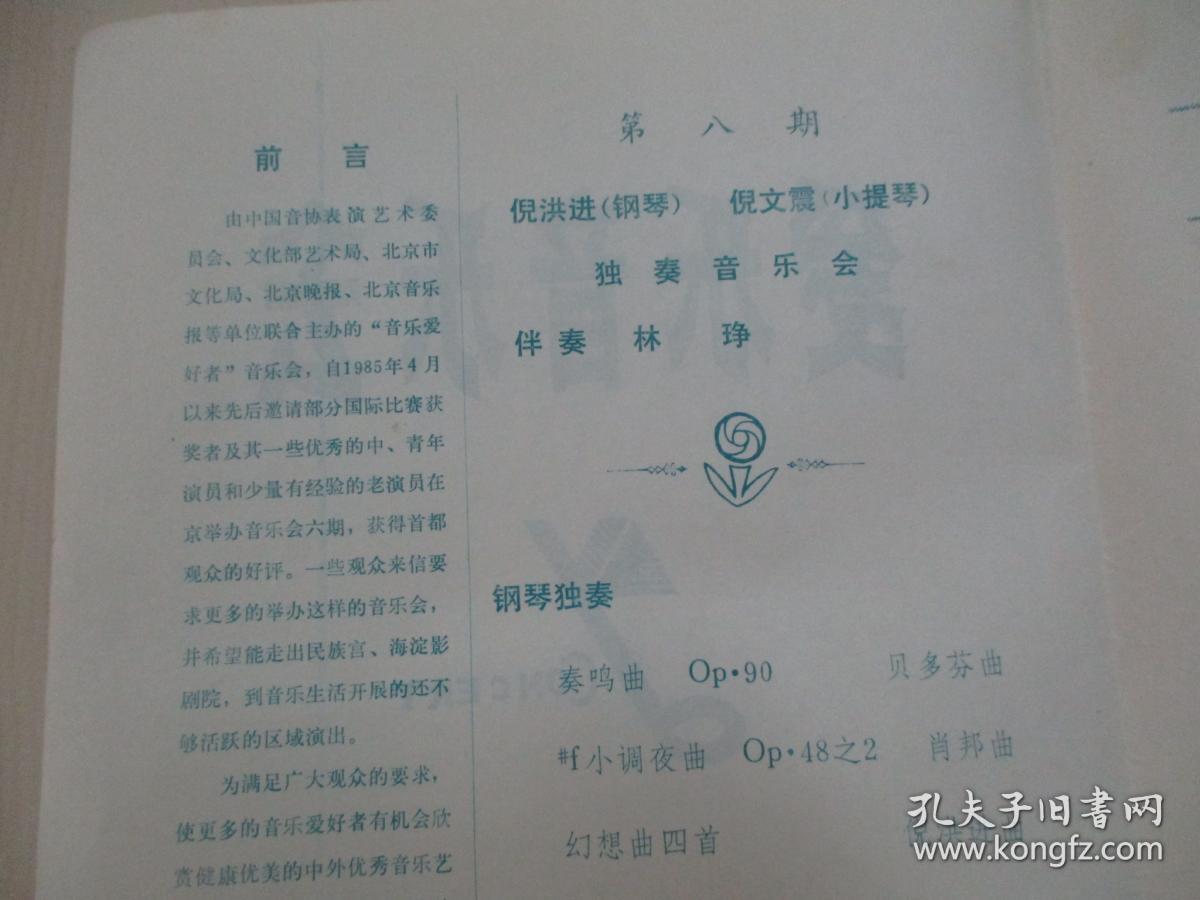 前言
由中国音协表演艺术委
员会、文化部艺术局、北京市
文化局、北京晚报、北京音乐
报等单位联合主办的“音乐爱
好者”音乐会，自1985年4月
以来先后邀请部分国际比赛获
奖者及其一些优秀的中、青年
演员和少量有经验的老演员在
京举办音乐会六期，获得首都
观众的好评。一些观众来信要
求更多的举办这样的音乐会，
并希望能走出民族宫、海淀影
剧院，到音乐生活开展的还不
够活跃的区域演出。
为满足广大观众的要求，
使更多的音乐爱好者有机会欣
赏健康优美的中外优秀音乐艺
第八期
倪洪进（钢琴） 倪文震（小提琴）
独奏音乐会
伴奏 林琤
钢琴独奏
奏鸣曲 Op·90 贝多芬曲
#f小调夜曲 Op·48之2 肖邦曲
幻想曲四首 倪洪进曲
孔夫子旧书网
www.kongfz.com